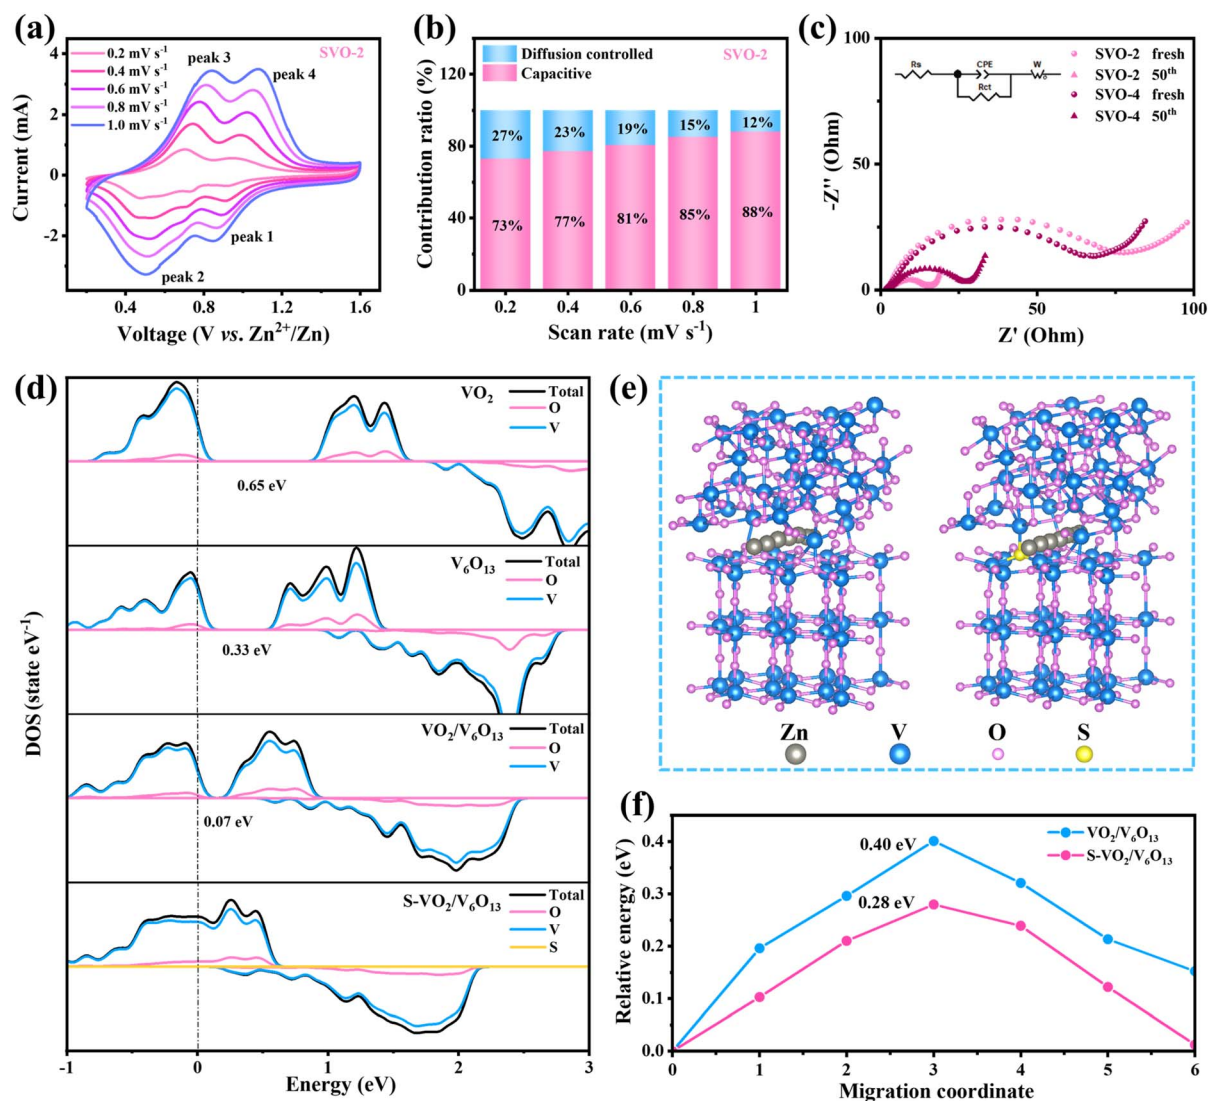 (a)
0.2 mV s⁻¹
0.4 mV s⁻¹
0.6 mV s⁻¹
0.8 mV s⁻¹
1.0 mV s⁻¹
SVO-2
peak 3
peak 4
peak 1
peak 2
4
2
0
-2
Current (mA)
0.4 0.8 1.2 1.6
Voltage (V vs. Zn²⁺/Zn)
(b)
Diffusion controlled
Capacitive
SVO-2
120
80
40
0
Contribution ratio (%)
27% 23% 19% 15% 12%
73% 77% 81% 85% 88%
0.2 0.4 0.6 0.8 1
Scan rate (mV s⁻¹)
(c)
Rs CPE Rct W
SVO-2 fresh
SVO-2 50th
SVO-4 fresh
SVO-4 50th
100
50
0
-Z'' (Ohm)
0 25 50 75 100
Z' (Ohm)
(d)
DOS (state eV⁻¹)
VO₂
Total
O
V
0.65 eV
V₆O₁₃
Total
O
V
0.33 eV
VO₂/V₆O₁₃
Total
O
V
0.07 eV
S-VO₂/V₆O₁₃
Total
O
V
S
-1 0 1 2 3
Energy (eV)
(e)
Zn V O S
(f)
VO₂/V₆O₁₃
S-VO₂/V₆O₁₃
0.40 eV
0.28 eV
0.4
0.3
0.2
0.1
0.0
Relative energy (eV)
0 1 2 3 4 5 6
Migration coordinate